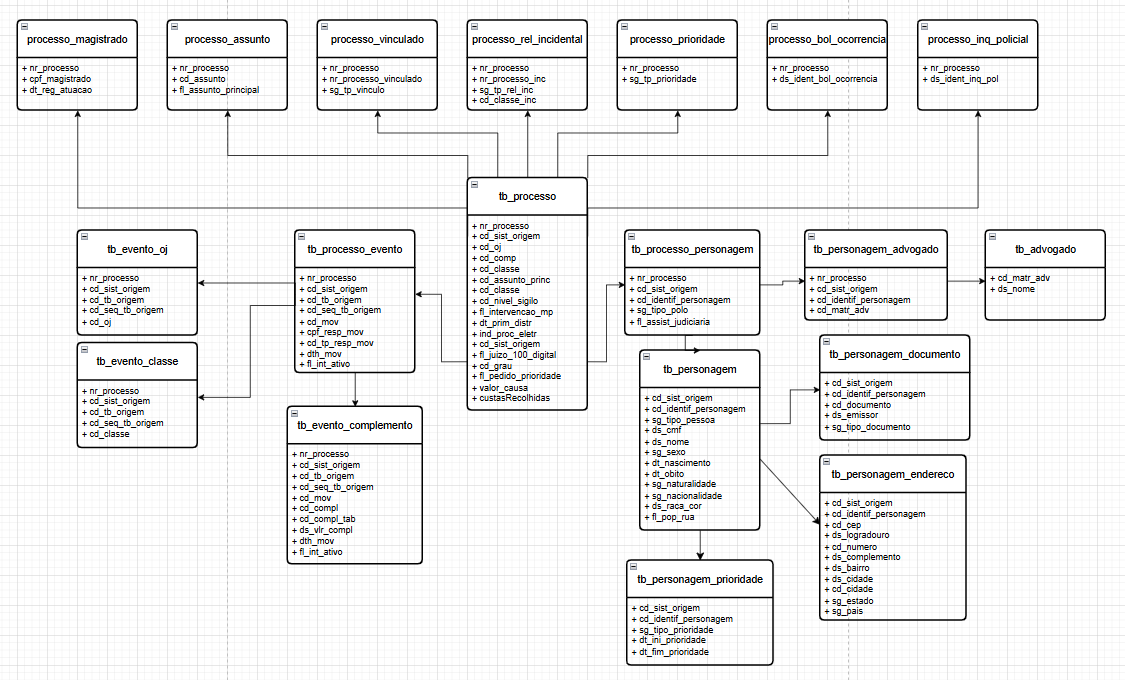 processo_magistrado
+ nr_processo
+ cpf_magistrado
+ dt_reg_atuacao
processo_assunto
+ nr_processo
+ cd_assunto
+ fl_assunto_principal
processo_vinculado
+ nr_processo
+ nr_processo_vinculado
+ sg_tp_vinculo
processo_rel_incidental
+ nr_processo
+ nr_processo_inc
+ sg_tp_rel_inc
+ cd_classe_inc
processo_prioridade
+ nr_processo
+ sg_tp_prioridade
processo_bol_ocorrencia
+ nr_processo
+ ds_ident_bol_ocorrencia
processo_inq_policial
+ nr_processo
+ ds_ident_inq_pol
tb_processo
+ nr_processo
+ cd_sist_origem
+ cd_oj
+ cd_comp
+ cd_classe
+ cd_assunto_princ
+ cd_classe
+ cd_nivel_sigilo
+ fl_intervencao_mp
+ dt_prim_distr
+ ind_proc_eletr
+ cd_sist_origem
+ fl_juizo_100_digital
+ cd_grau
+ fl_pedido_prioridade
+ valor_causa
+ custasRecolhidas
tb_evento_oj
+ nr_processo
+ cd_sist_origem
+ cd_tb_origem
+ cd_seq_tb_origem
+ cd_oj
tb_processo_evento
+ nr_processo
+ cd_sist_origem
+ cd_tb_origem
+ cd_seq_tb_origem
+ cd_mov
+ cpf_resp_mov
+ cd_tp_resp_mov
+ dth_mov
+ fl_int_ativo
tb_processo_personagem
+ nr_processo
+ sg_sist_origem
+ cd_identif_personagem
+ sg_tipo_polo
+ fl_assist_judiciaria
tb_personagem_advogado
+ nr_processo
+ cd_sist_origem
+ cd_identif_personagem
+ cd_matr_adv
tb_advogado
+ cd_matr_adv
+ ds_nome
tb_evento_classe
+ nr_processo
+ cd_sist_origem
+ cd_tb_origem
+ cd_seq_tb_origem
+ cd_classe
tb_evento_complemento
+ nr_processo
+ cd_sist_origem
+ cd_tb_origem
+ cd_seq_tb_origem
+ cd_mov
+ cd_compl
+ cd_compl_tab
+ ds_vlr_compl
+ dth_mov
+ fl_int_ativo
tb_personagem
+ cd_sist_origem
+ cd_identif_personagem
+ sg_tipo_pessoa
+ ds_cmf
+ ds_nome
+ sg_sexo
+ dt_nascimento
+ dt_obito
+ sg_naturalidade
+ sg_nacionalidade
+ ds_raca_cor
+ fl_pop_rua
tb_personagem_documento
+ cd_sist_origem
+ cd_identif_personagem
+ cd_documento
+ ds_emissor
+ sg_tipo_documento
tb_personagem_endereco
+ cd_sist_origem
+ cd_identif_personagem
+ cd_cep
+ ds_logradouro
+ cd_numero
+ ds_complemento
+ ds_bairro
+ ds_cidade
+ cd_cidade
+ sg_estado
+ sg_pais
tb_personagem_prioridade
+ cd_sist_origem
+ cd_identif_personagem
+ sg_tipo_prioridade
+ dt_ini_prioridade
+ dt_fim_prioridade